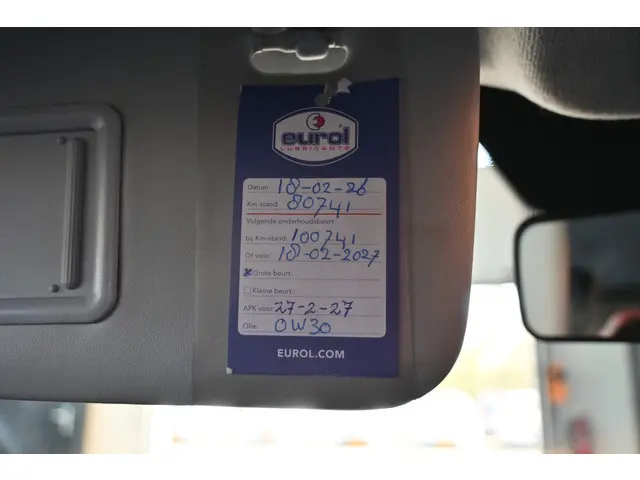 eurol
LUBRICANTS
Datum: 18-02-26
Km-stand: 80741
Volgende onderhoudsbeurt
bij Km-stand: 100741
Of voor: 18-02-2027
Grote beurt
Kleine beurt:
APK voor: 27-2-27
Olie: OW30
EUROL.COM